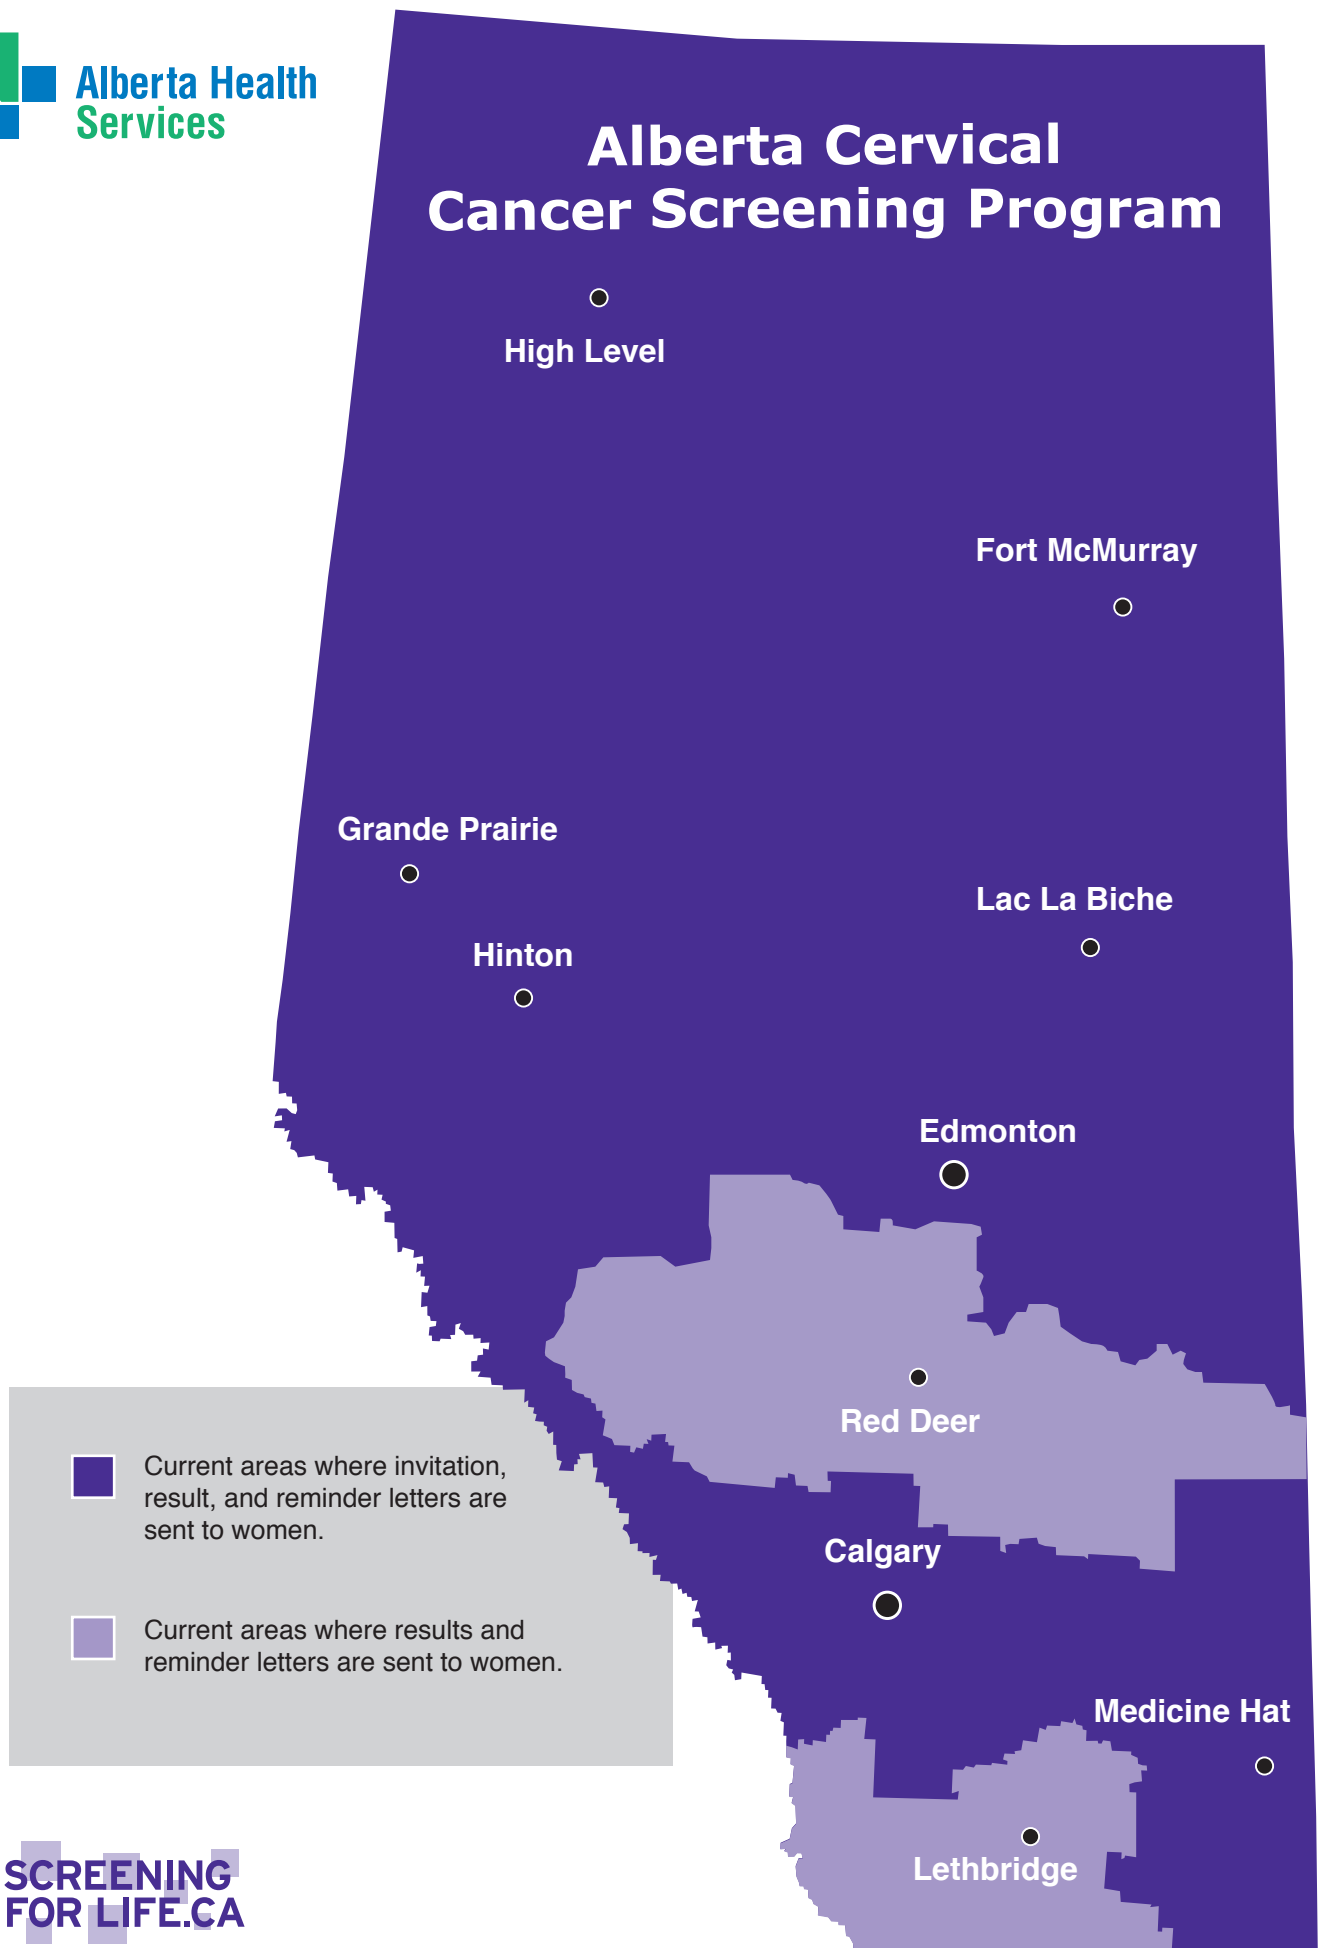 Alberta Health
Services
Alberta Cervical
Cancer Screening Program
High Level
Fort McMurray
Grande Prairie
Lac La Biche
Hinton
Edmonton
Red Deer
Current areas where invitation,
result, and reminder letters are
sent to women.
Calgary
Current areas where results and
reminder letters are sent to women.
Medicine Hat
Lethbridge
SCREENING
FOR LIFE.CA